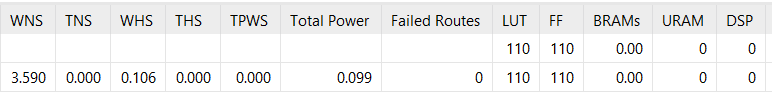 WNS TNS WHS THS TPWS Total Power Failed Routes LUT FF BRAMs URAM DSP
110 110 0.00 0 0
3.590 0.000 0.106 0.000 0.000 0.099 0 110 110 0.00 0 0